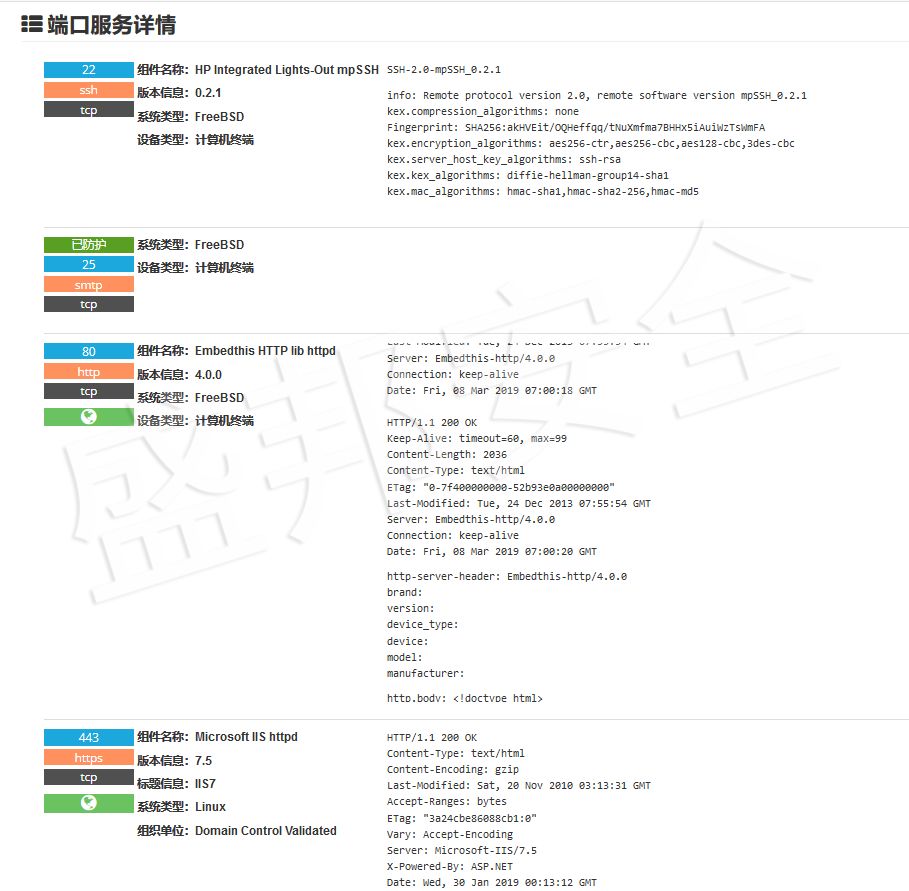 端口服务详情
22
ssh
tcp
组件名称: HP Integrated Lights-Out mpSSH
版本信息: 0.2.1
系统类型: FreeBSD
设备类型: 计算机终端
SSH-2.0-mpSSH_0.2.1
info: Remote protocol version 2.0, remote software version mpSSH_0.2.1
kex.compression_algorithms: none
Fingerprint: SHA256:akHVEit/OQHeffqq/tNuXmfma7BHHx5iAuiWzTsWmFA
kex.encryption_algorithms: aes256-ctr,aes256-cbc,aes128-cbc,3des-cbc
kex.server_host_key_algorithms: ssh-rsa
kex.kex_algorithms: diffie-hellman-group14-sha1
kex.mac_algorithms: hmac-sha1,hmac-sha2-256,hmac-md5
已防护
25
smtp
tcp
系统类型: FreeBSD
设备类型: 计算机终端
80
http
tcp
组件名称: Embedthis HTTP lib httpd
版本信息: 4.0.0
系统类型: FreeBSD
设备类型: 计算机终端
Last-Modified: Tue, 24 Dec 2013 07:55:54 GMT
Server: Embedthis-http/4.0.0
Connection: keep-alive
Date: Fri, 08 Mar 2019 07:00:18 GMT
HTTP/1.1 200 OK
Keep-Alive: timeout=60, max=99
Content-Length: 2036
Content-Type: text/html
ETag: "0-7f400000000-52b93e0a00000000"
Last-Modified: Tue, 24 Dec 2013 07:55:54 GMT
Server: Embedthis-http/4.0.0
Connection: keep-alive
Date: Fri, 08 Mar 2019 07:00:20 GMT
http-server-header: Embedthis-http/4.0.0
brand:
version:
device_type:
device:
model:
manufacturer:
http.body: <!doctype html>
443
https
tcp
组件名称: Microsoft IIS httpd
版本信息: 7.5
标题信息: IIS7
系统类型: Linux
组织单位: Domain Control Validated
HTTP/1.1 200 OK
Content-Type: text/html
Content-Encoding: gzip
Last-Modified: Sat, 20 Nov 2010 03:13:31 GMT
Accept-Ranges: bytes
ETag: "3a24cbe86088cb1:0"
Vary: Accept-Encoding
Server: Microsoft-IIS/7.5
X-Powered-By: ASP.NET
Date: Wed, 30 Jan 2019 00:13:12 GMT
盛邦安全